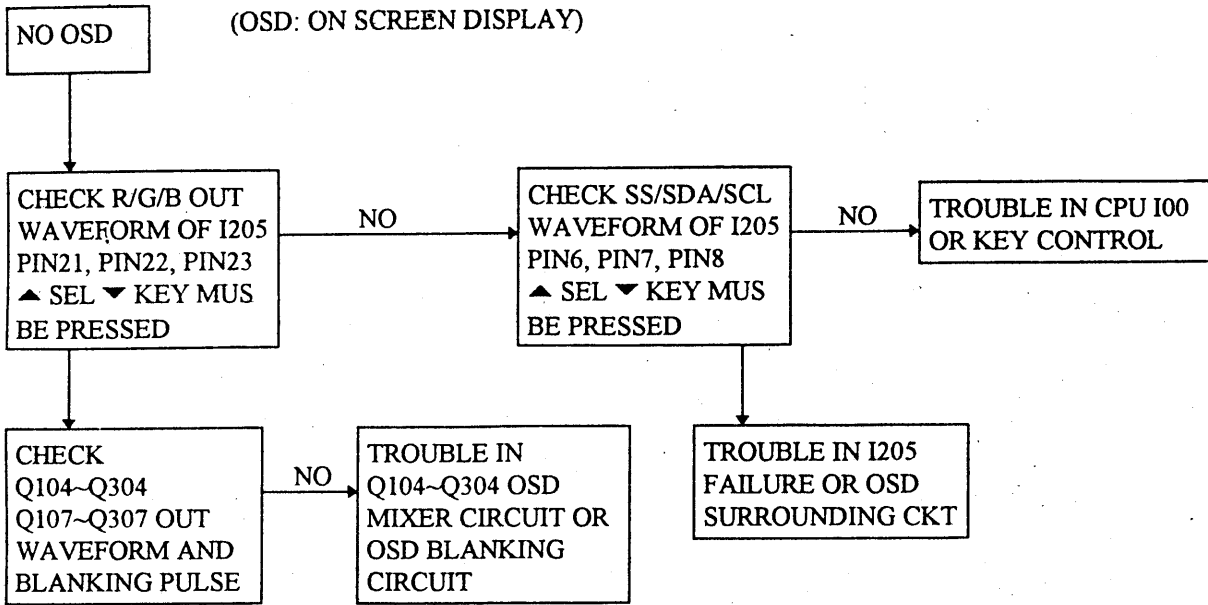 NO OSD
(OSD: ON SCREEN DISPLAY)
CHECK R/G/B OUT
WAVEFORM OF I205
PIN21, PIN22, PIN23
▲ SEL ▼ KEY MUS
BE PRESSED
NO
CHECK SS/SDA/SCL
WAVEFORM OF I205
PIN6, PIN7, PIN8
▲ SEL ▼ KEY MUS
BE PRESSED
NO
TROUBLE IN CPU I00
OR KEY CONTROL
CHECK
Q104~Q304
Q107~Q307 OUT
WAVEFORM AND
BLANKING PULSE
NO
TROUBLE IN
Q104~Q304 OSD
MIXER CIRCUIT OR
OSD BLANKING
CIRCUIT
TROUBLE IN I205
FAILURE OR OSD
SURROUNDING CKT